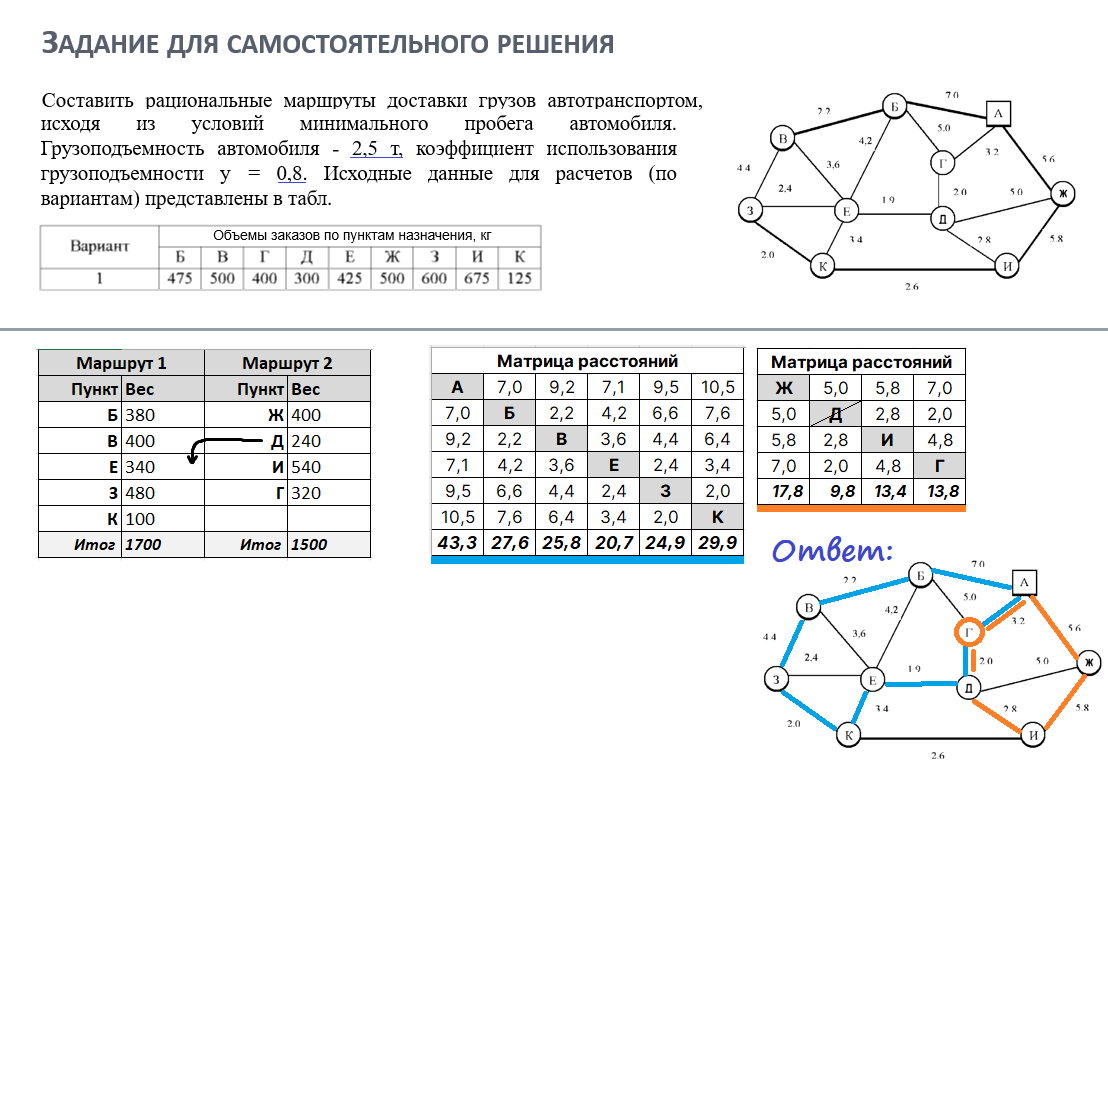 ЗАДАНИЕ ДЛЯ САМОСТОЯТЕЛЬНОГО РЕШЕНИЯ
Составить рациональные маршруты доставки грузов автотранспортом,
исходя из условий минимального пробега автомобиля.
Грузоподъемность автомобиля - 2,5 т, коэффициент использования
грузоподъемности y = 0,8. Исходные данные для расчетов (по
вариантам) представлены в табл.
Вариант Объемы заказов по пунктам назначения, кг
Б В Г Д Е Ж З И К
1 475 500 400 300 425 500 600 675 125
7.0
Б
А
2.2
5.0
В
4,2
3.2
5.6
4.4
3,6
Г
2,4
2.0
5.0
Ж
З
Е
1.9
Д
3.4
2.8
5.8
2.0
К
И
2.6
Маршрут 1 Маршрут 2
Пункт Вес Пункт Вес
Б 380 Ж 400
В 400 Д 240
Е 340 И 540
З 480 Г 320
К 100
Итог 1700 Итог 1500
Матрица расстояний
А 7,0 9,2 7,1 9,5 10,5
7,0 Б 2,2 4,2 6,6 7,6
9,2 2,2 В 3,6 4,4 6,4
7,1 4,2 3,6 Е 2,4 3,4
9,5 6,6 4,4 2,4 З 2,0
10,5 7,6 6,4 3,4 2,0 К
43,3 27,6 25,8 20,7 24,9 29,9
Матрица расстояний
Ж 5,0 5,8 7,0
5,0 Д 2,8 2,0
5,8 2,8 И 4,8
7,0 2,0 4,8 Г
17,8 9,8 13,4 13,8
Ответ:
7.0
Б
А
2.2
5.0
В
4,2
3.2
5.6
4.4
3,6
Г
2.4
2.0
5.0
Ж
З
Е
1.9
Д
3.4
2.8
5.8
2.0
К
И
2.6